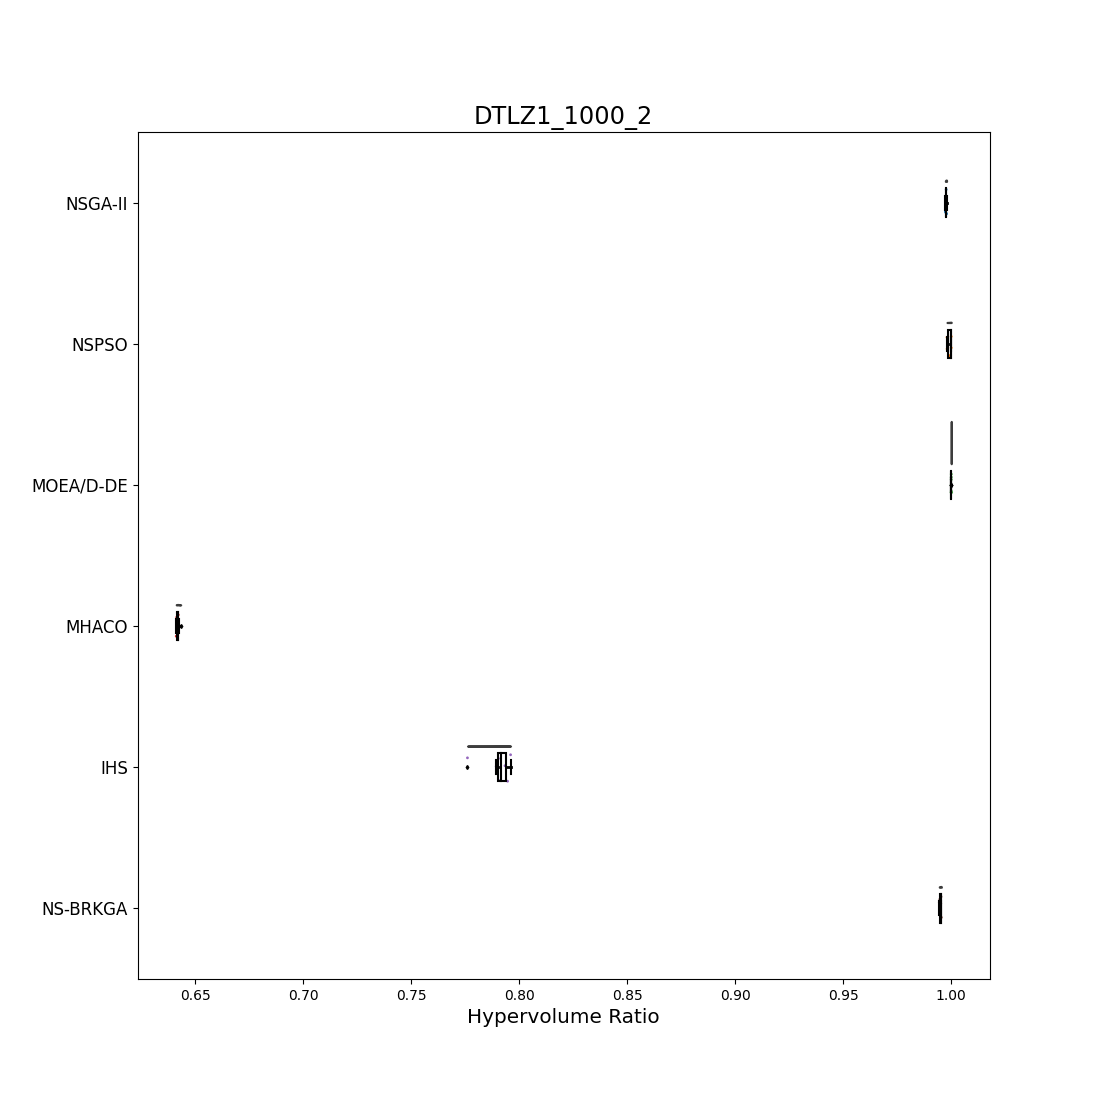 DTLZ1_1000_2
NSGA-II
NSPSO
MOEA/D-DE
MHACO
IHS
NS-BRKGA
0.65 0.70 0.75 0.80 0.85 0.90 0.95 1.00
Hypervolume Ratio